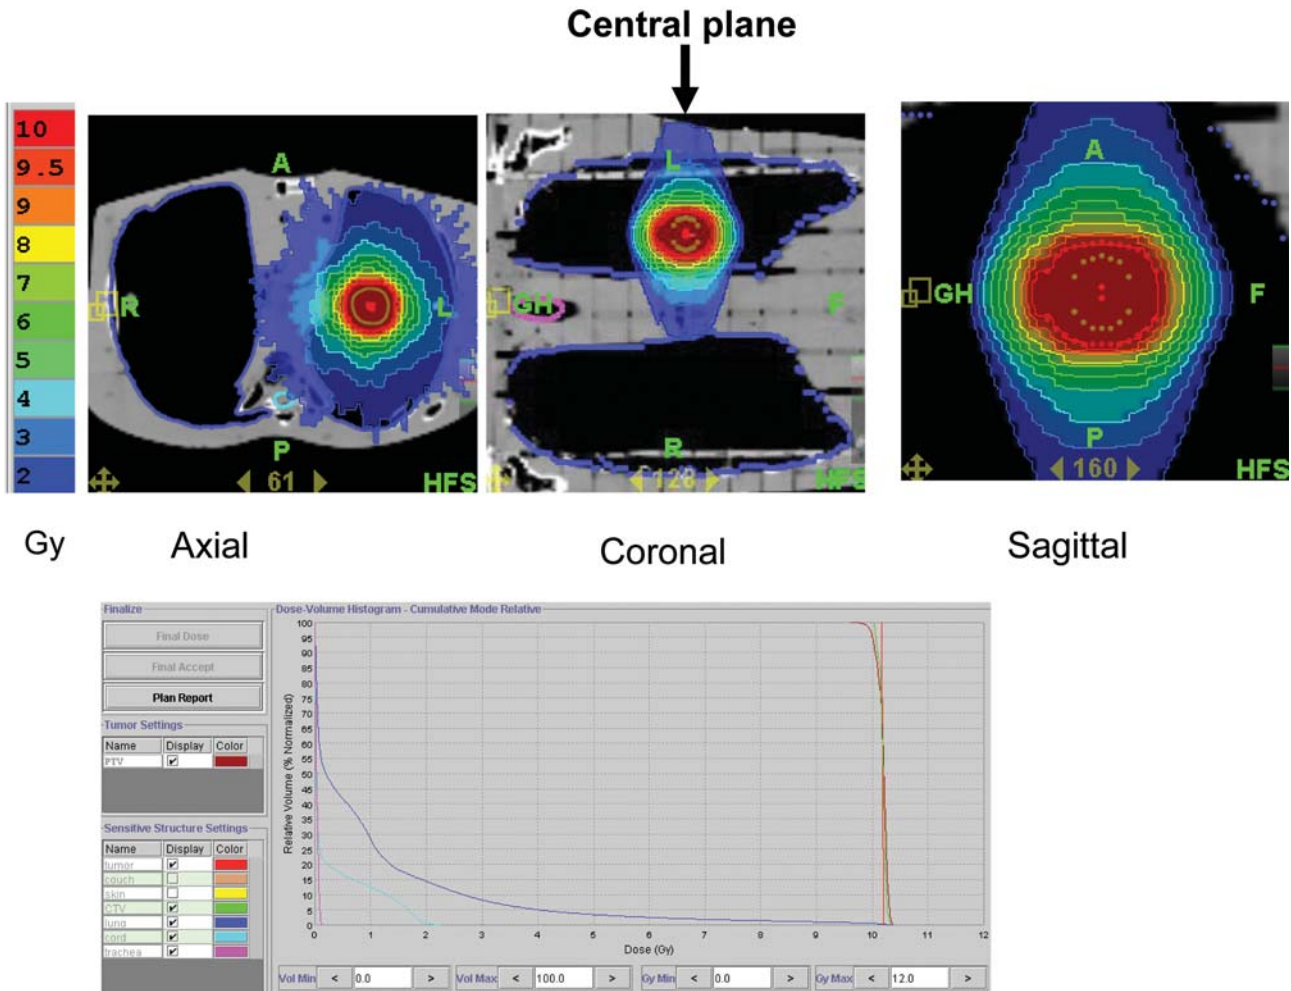 Central plane
10
9.5
9
8
7
6
5
4
3
2
A
R
L
P
61
HFS
L
GH
F
R
128
HFS
A
GH
F
P
160
HFS
Gy
Axial
Coronal
Sagittal
Finalize
Final Dose
Final Accept
Plan Report
Tumor Settings
Name Display Color
PTV
Sensitive Structure Settings
Name Display Color
tumor
couch
skin
CTV
lung
cord
trachea
Dose-Volume Histogram - Cumulative Mode Relative
Relative Volume (% Normalized)
100
95
90
85
80
75
70
65
60
55
50
45
40
35
30
25
20
15
10
5
0
0 1 2 3 4 5 6 7 8 9 10 11 12
Dose (Gy)
Vol Min < 0.0 > Vol Max < 100.0 > Gy Min < 0.0 > Gy Max < 12.0 >